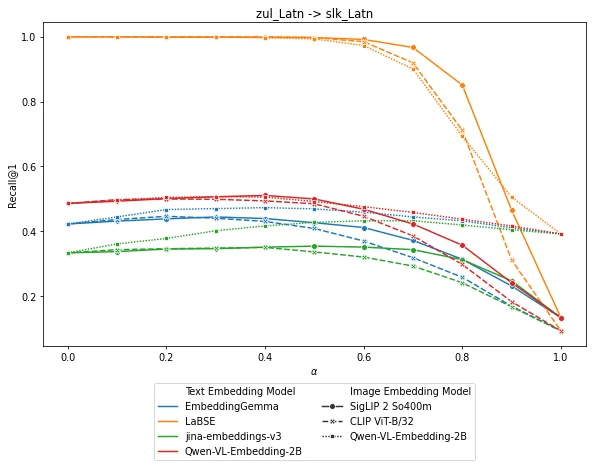 zul_Latn -> slk_Latn
Recall@1
1.0
0.8
0.6
0.4
0.2
0.0 0.2 0.4 0.6 0.8 1.0
α
Text Embedding Model Image Embedding Model
EmbeddingGemma SigLIP 2 So400m
LaBSE CLIP ViT-B/32
jina-embeddings-v3 Qwen-VL-Embedding-2B
Qwen-VL-Embedding-2B